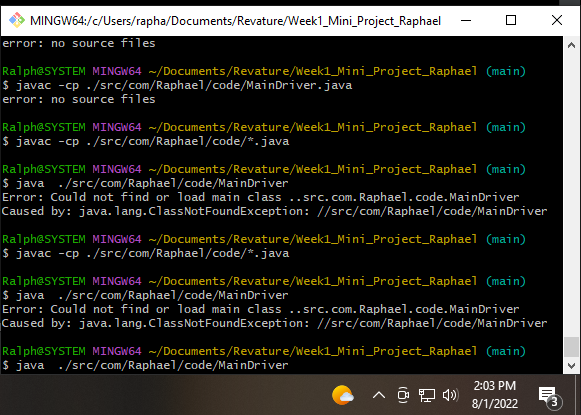 MINGW64:/c/Users/rapha/Documents/Revature/Week1_Mini_Project_Raphael
error: no source files
Ralph@SYSTEM MINGW64 ~/Documents/Revature/Week1_Mini_Project_Raphael (main)
$ javac -cp ./src/com/Raphael/code/MainDriver.java
error: no source files
Ralph@SYSTEM MINGW64 ~/Documents/Revature/Week1_Mini_Project_Raphael (main)
$ javac -cp ./src/com/Raphael/code/*.java
Ralph@SYSTEM MINGW64 ~/Documents/Revature/Week1_Mini_Project_Raphael (main)
$ java  ./src/com/Raphael/code/MainDriver
Error: Could not find or load main class ..src.com.Raphael.code.MainDriver
Caused by: java.lang.ClassNotFoundException: //src/com/Raphael/code/MainDriver
Ralph@SYSTEM MINGW64 ~/Documents/Revature/Week1_Mini_Project_Raphael (main)
$ javac -cp ./src/com/Raphael/code/*.java
Ralph@SYSTEM MINGW64 ~/Documents/Revature/Week1_Mini_Project_Raphael (main)
$ java  ./src/com/Raphael/code/MainDriver
Error: Could not find or load main class ..src.com.Raphael.code.MainDriver
Caused by: java.lang.ClassNotFoundException: //src/com/Raphael/code/MainDriver
Ralph@SYSTEM MINGW64 ~/Documents/Revature/Week1_Mini_Project_Raphael (main)
$ java  ./src/com/Raphael/code/MainDriver
2:03 PM
8/1/2022
3